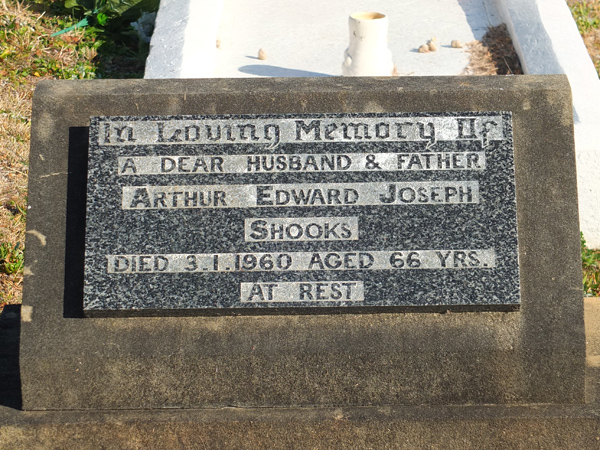 In Loving Memory Of
A DEAR HUSBAND & FATHER
ARTHUR EDWARD JOSEPH
SHOOKS
DIED 3.1.1960 AGED 66 YRS.
AT REST